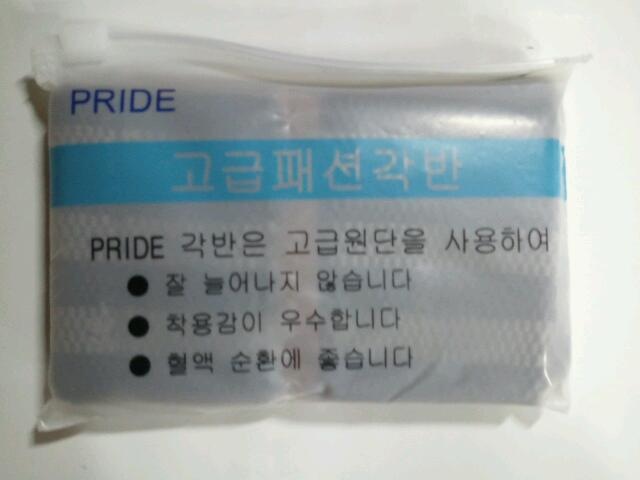 PRIDE
고급패션각반
PRIDE 각반은 고급원단을 사용하여
● 잘 늘어나지 않습니다
● 착용감이 우수합니다
● 혈액 순환에 좋습니다